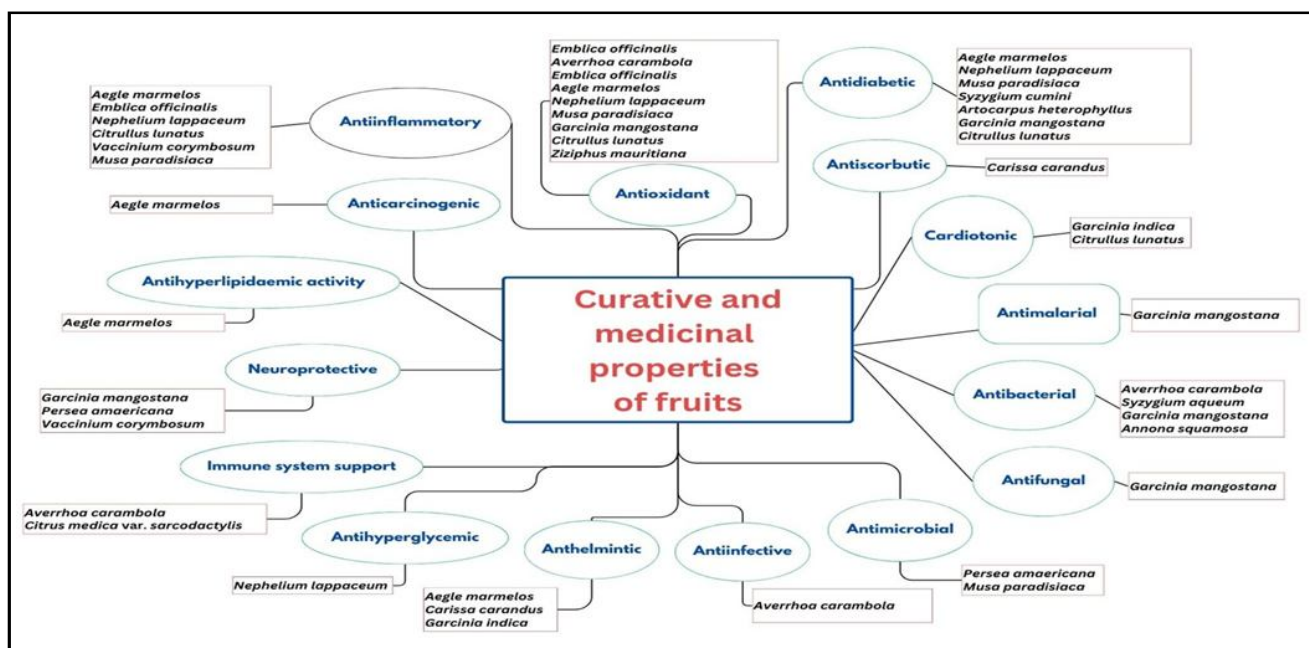 Emblica officinalis
Averrhoa carambola
Emblica officinalis
Aegle marmelos
Nephelium lappaceum
Musa paradisiaca
Garcinia mangostana
Citrullus lunatus
Ziziphus mauritiana
Antioxidant
Antidiabetic
Aegle marmelos
Nephelium lappaceum
Musa paradisiaca
Syzygium cumini
Artocarpus heterophyllus
Garcinia mangostana
Citrullus lunatus
Aegle marmelos
Emblica officinalis
Nephelium lappaceum
Citrullus lunatus
Vaccinium corymbosum
Musa paradisiaca
Antiinflammatory
Antiscorbutic
Carissa carandus
Aegle marmelos
Anticarcinogenic
Cardiotonic
Garcinia indica
Citrullus lunatus
Antihyperlipidaemic activity
Aegle marmelos
Curative and
medicinal
properties
of fruits
Antimalarial
Garcinia mangostana
Neuroprotective
Garcinia mangostana
Persea amaericana
Vaccinium corymbosum
Antibacterial
Averrhoa carambola
Syzygium aqueum
Garcinia mangostana
Annona squamosa
Immune system support
Averrhoa carambola
Citrus medica var. sarcodactylis
Antifungal
Garcinia mangostana
Antihyperglycemic
Nephelium lappaceum
Anthelmintic
Aegle marmelos
Carissa carandus
Garcinia indica
Antiinfective
Averrhoa carambola
Antimicrobial
Persea amaericana
Musa paradisiaca